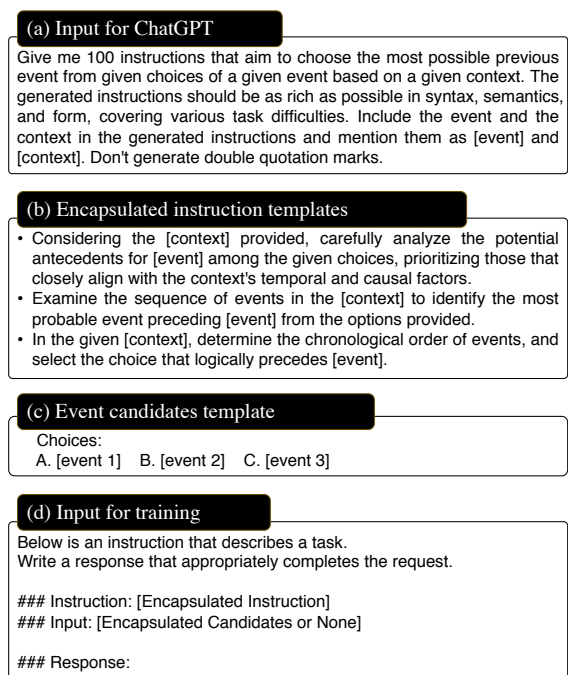 (a) Input for ChatGPT
Give me 100 instructions that aim to choose the most possible previous
event from given choices of a given event based on a given context. The
generated instructions should be as rich as possible in syntax, semantics,
and form, covering various task difficulties. Include the event and the
context in the generated instructions and mention them as [event] and
[context]. Don't generate double quotation marks.
(b) Encapsulated instruction templates
• Considering the [context] provided, carefully analyze the potential
antecedents for [event] among the given choices, prioritizing those that
closely align with the context's temporal and causal factors.
• Examine the sequence of events in the [context] to identify the most
probable event preceding [event] from the options provided.
• In the given [context], determine the chronological order of events, and
select the choice that logically precedes [event].
(c) Event candidates template
Choices:
A. [event 1] B. [event 2] C. [event 3]
(d) Input for training
Below is an instruction that describes a task.
Write a response that appropriately completes the request.
### Instruction: [Encapsulated Instruction]
### Input: [Encapsulated Candidates or None]
### Response: